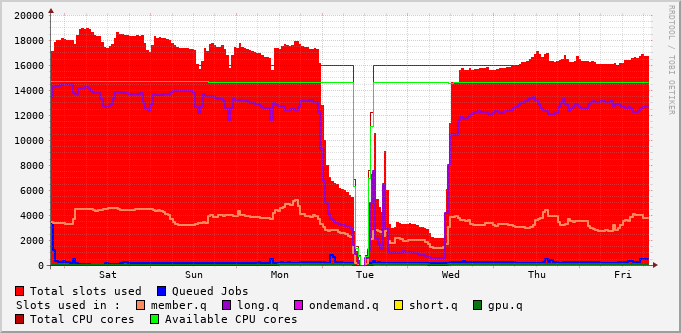 20000
18000
16000
14000
12000
10000
8000
6000
4000
2000
0
Sat Sun Mon Tue Wed Thu Fri
RRDTOOL / TOBI OETIKER
Total slots used Queued Jobs
Slots used in : member.q long.q ondemand.q short.q gpu.q
Total CPU cores Available CPU cores